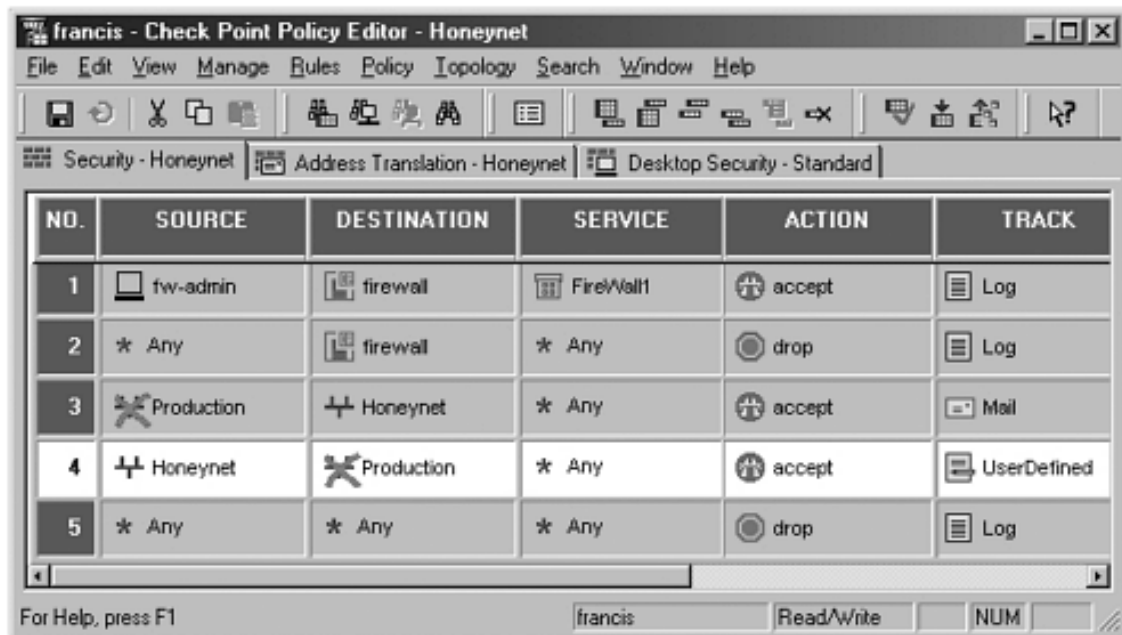 francis - Check Point Policy Editor - Honeynet
File Edit View Manage Rules Policy Topology Search Window Help
Security - Honeynet Address Translation - Honeynet Desktop Security - Standard
NO. SOURCE DESTINATION SERVICE ACTION TRACK
1 fw-admin firewall FireWall1 accept Log
2 * Any firewall * Any drop Log
3 Production Honeynet * Any accept Mail
4 Honeynet Production * Any accept UserDefined
5 * Any * Any * Any drop Log
For Help, press F1 francis Read/Write NUM